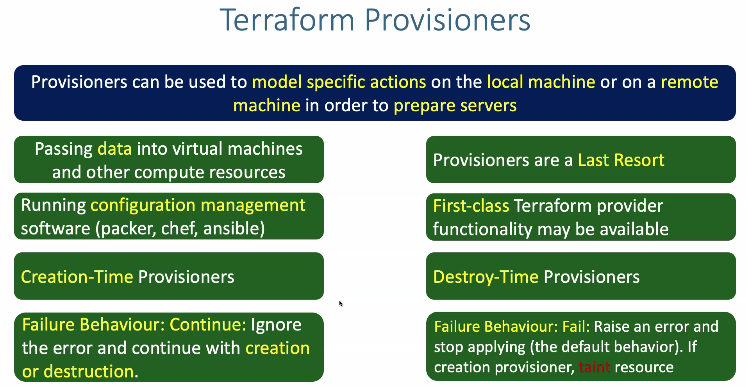 Terraform Provisioners
Provisioners can be used to model specific actions on the local machine or on a remote
machine in order to prepare servers
Passing data into virtual machines
and other compute resources
Provisioners are a Last Resort
Running configuration management
software (packer, chef, ansible)
First-class Terraform provider
functionality may be available
Creation-Time Provisioners
Destroy-Time Provisioners
Failure Behaviour: Continue: Ignore
the error and continue with creation
or destruction.
Failure Behaviour: Fail: Raise an error and
stop applying (the default behavior). If
creation provisioner, taint resource